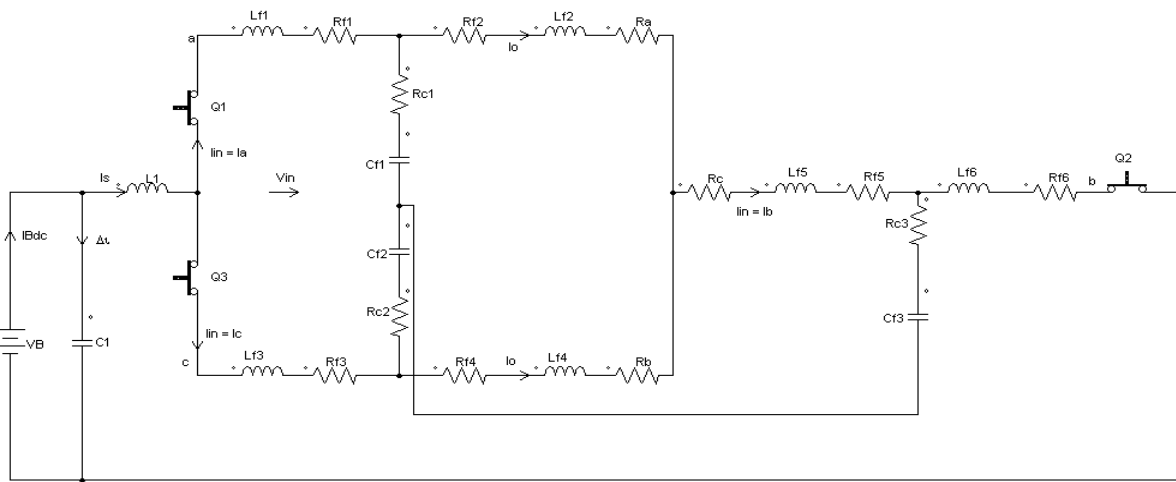 Lf1
Rf1
Rf2
Lf2
Ra
a
Io
Q1
Rc1
Iin = Ia
Cf1
Is
L1
Vin
Rc
Lf5
Rf5
Lf6
Rf6
b
Q2
Iin = Ib
Rc3
IBdc
Δι
Cf2
Q3
Rc2
Cf3
VB
C1
Iin = Ic
c
Lf3
Rf3
Rf4
Io
Lf4
Rb